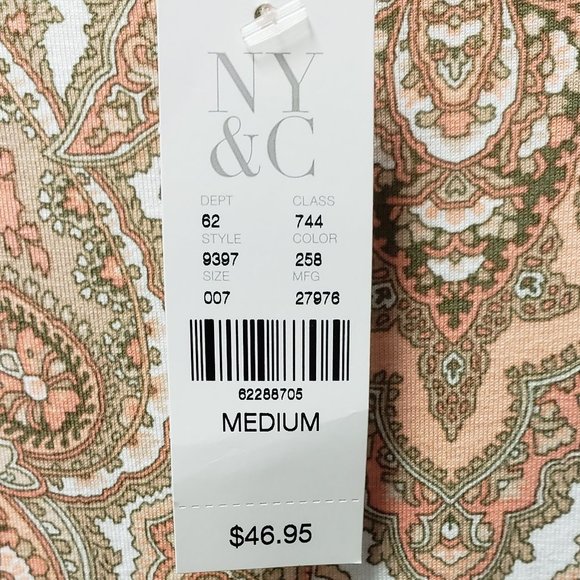 NY
&C
DEPT CLASS
62 744
STYLE COLOR
9397 258
SIZE MFG
007 27976
62288705
MEDIUM
$46.95